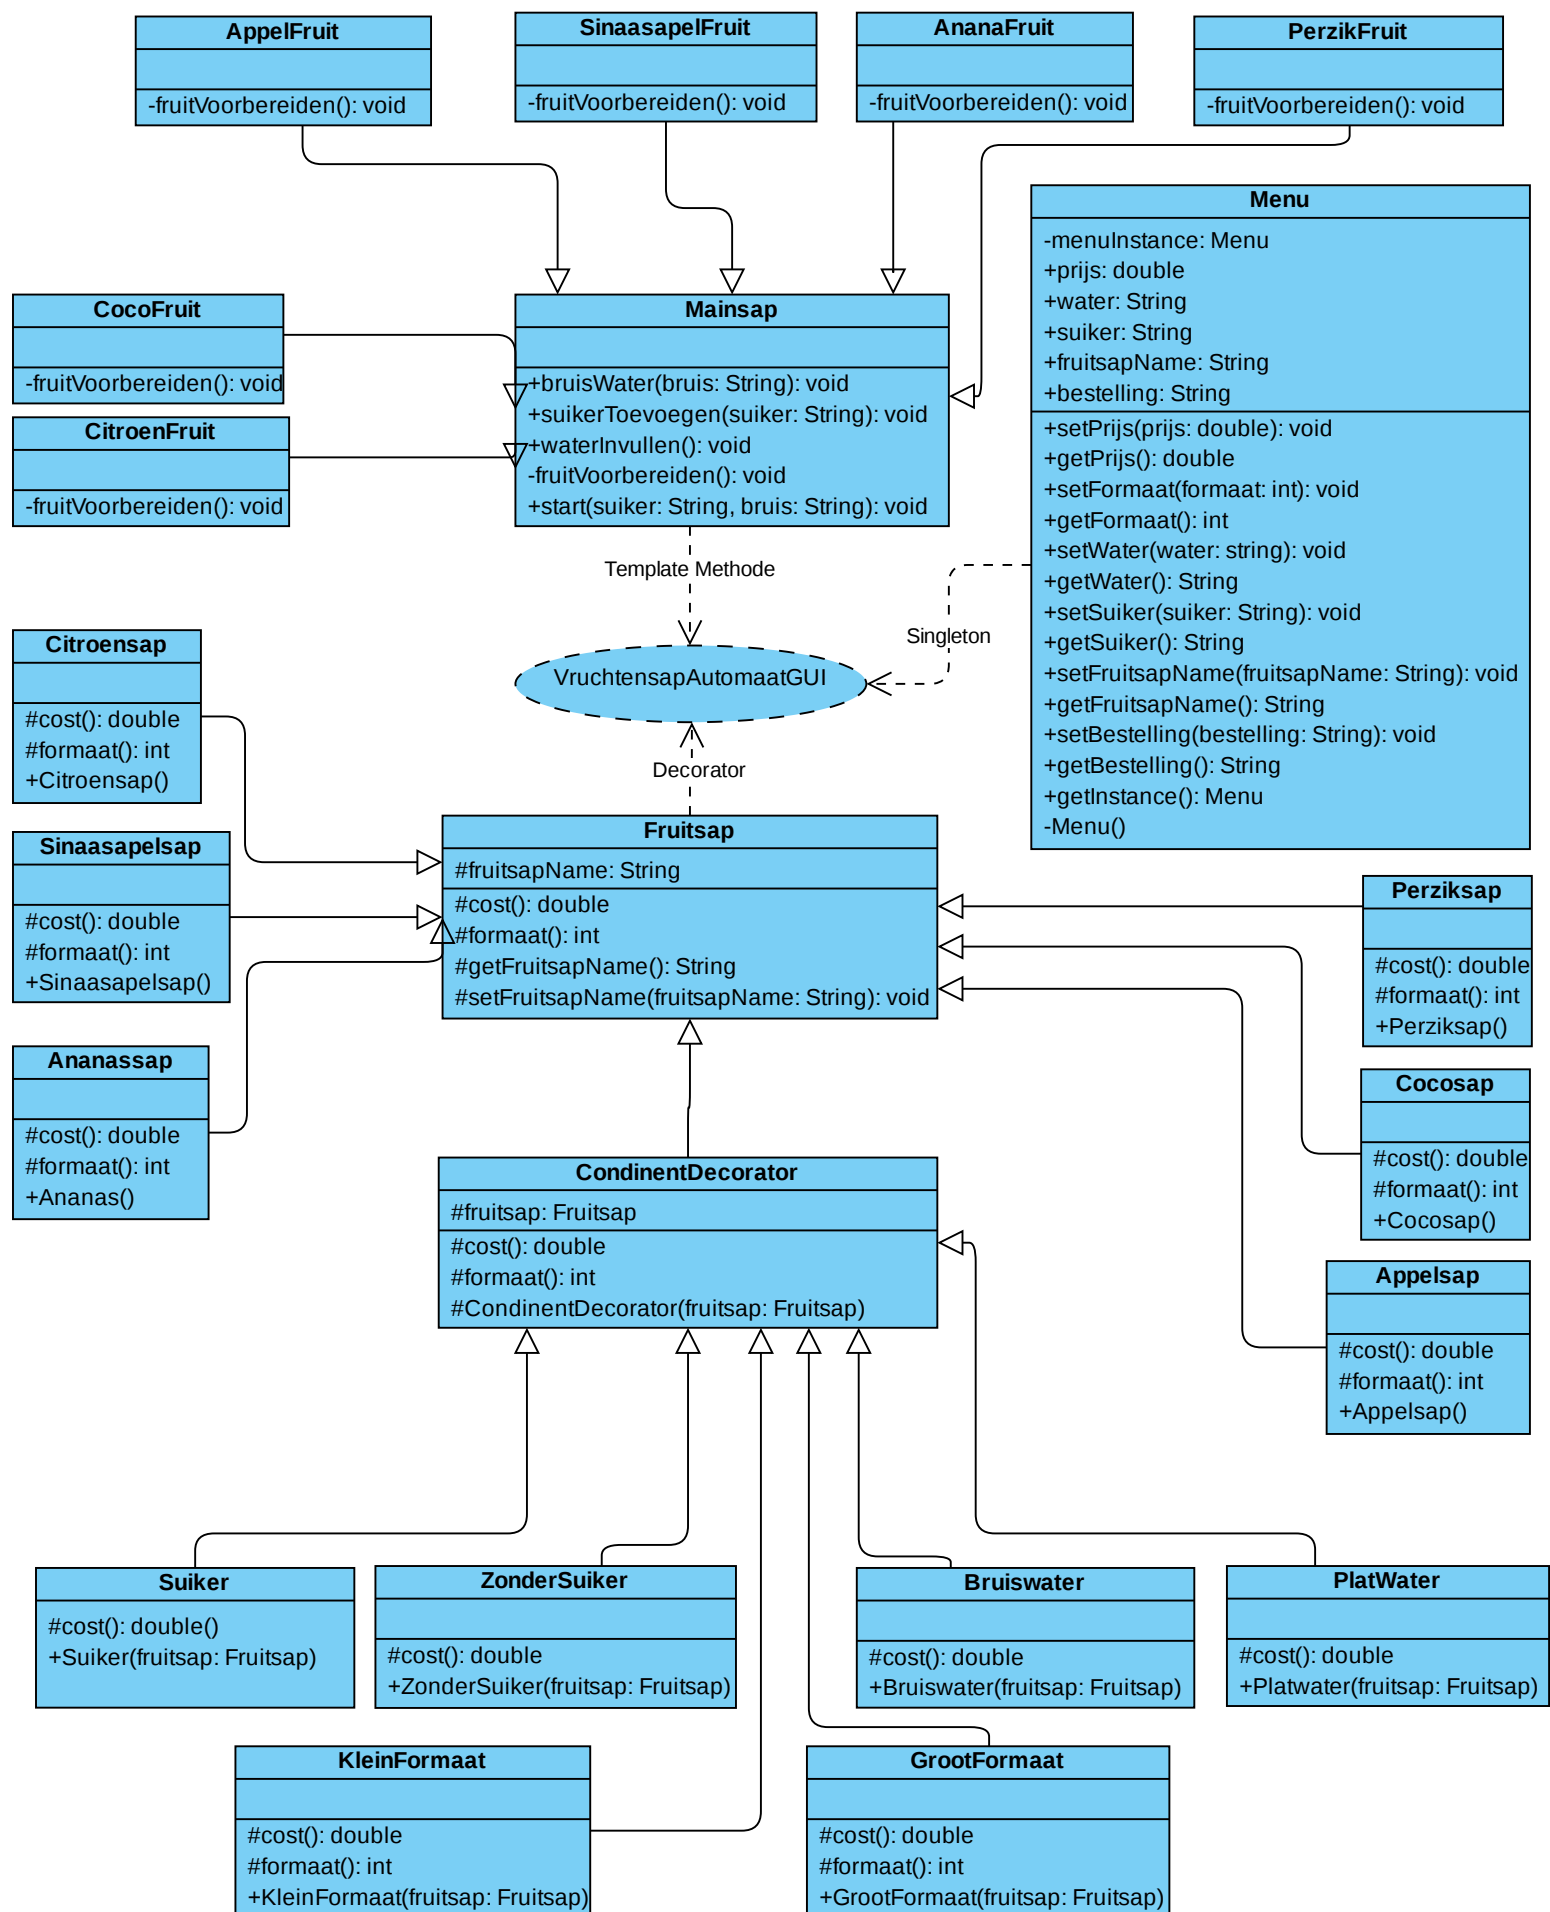 AppelFruit
-fruitVoorbereiden(): void
SinaasapelFruit
-fruitVoorbereiden(): void
AnanaFruit
-fruitVoorbereiden(): void
PerzikFruit
-fruitVoorbereiden(): void
Menu
-menuInstance: Menu
+prijs: double
+water: String
+suiker: String
+fruitsapName: String
+bestelling: String
+setPrijs(prijs: double): void
+getPrijs(): double
+setFormaat(formaat: int): void
+getFormaat(): int
+setWater(water: string): void
+getWater(): String
+setSuiker(suiker: String): void
+getSuiker(): String
+setFruitsapName(fruitsapName: String): void
+getFruitsapName(): String
+setBestelling(bestelling: String): void
+getBestelling(): String
+getInstance(): Menu
-Menu()
CocoFruit
-fruitVoorbereiden(): void
CitroenFruit
-fruitVoorbereiden(): void
Mainsap
+bruisWater(bruis: String): void
+suikerToevoegen(suiker: String): void
+waterInvullen(): void
-fruitVoorbereiden(): void
+start(suiker: String, bruis: String): void
Template Methode
Singleton
VruchtensapAutomaatGUI
Decorator
Citroensap
#cost(): double
#formaat(): int
+Citroensap()
Sinaasapelsap
#cost(): double
#formaat(): int
+Sinaasapelsap()
Ananassap
#cost(): double
#formaat(): int
+Ananas()
Fruitsap
#fruitsapName: String
#cost(): double
#formaat(): int
#getFruitsapName(): String
#setFruitsapName(fruitsapName: String): void
Perziksap
#cost(): double
#formaat(): int
+Perziksap()
Cocosap
#cost(): double
#formaat(): int
+Cocosap()
Appelsap
#cost(): double
#formaat(): int
+Appelsap()
CondinentDecorator
#fruitsap: Fruitsap
#cost(): double
#formaat(): int
#CondinentDecorator(fruitsap: Fruitsap)
Suiker
#cost(): double()
+Suiker(fruitsap: Fruitsap)
ZonderSuiker
#cost(): double
+ZonderSuiker(fruitsap: Fruitsap)
Bruiswater
#cost(): double
+Bruiswater(fruitsap: Fruitsap)
PlatWater
#cost(): double
+Platwater(fruitsap: Fruitsap)
KleinFormaat
#cost(): double
#formaat(): int
+KleinFormaat(fruitsap: Fruitsap)
GrootFormaat
#cost(): double
#formaat(): int
+GrootFormaat(fruitsap: Fruitsap)